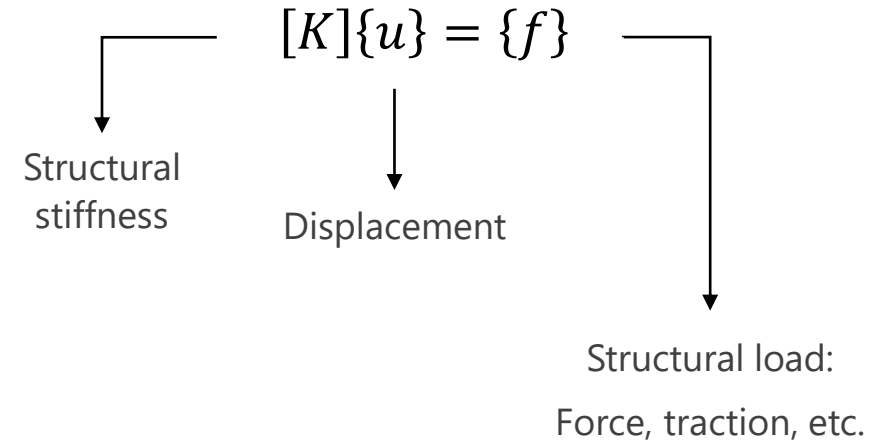 [K]{u} = {f}
Structural
stiffness
Displacement
Structural load:
Force, traction, etc.